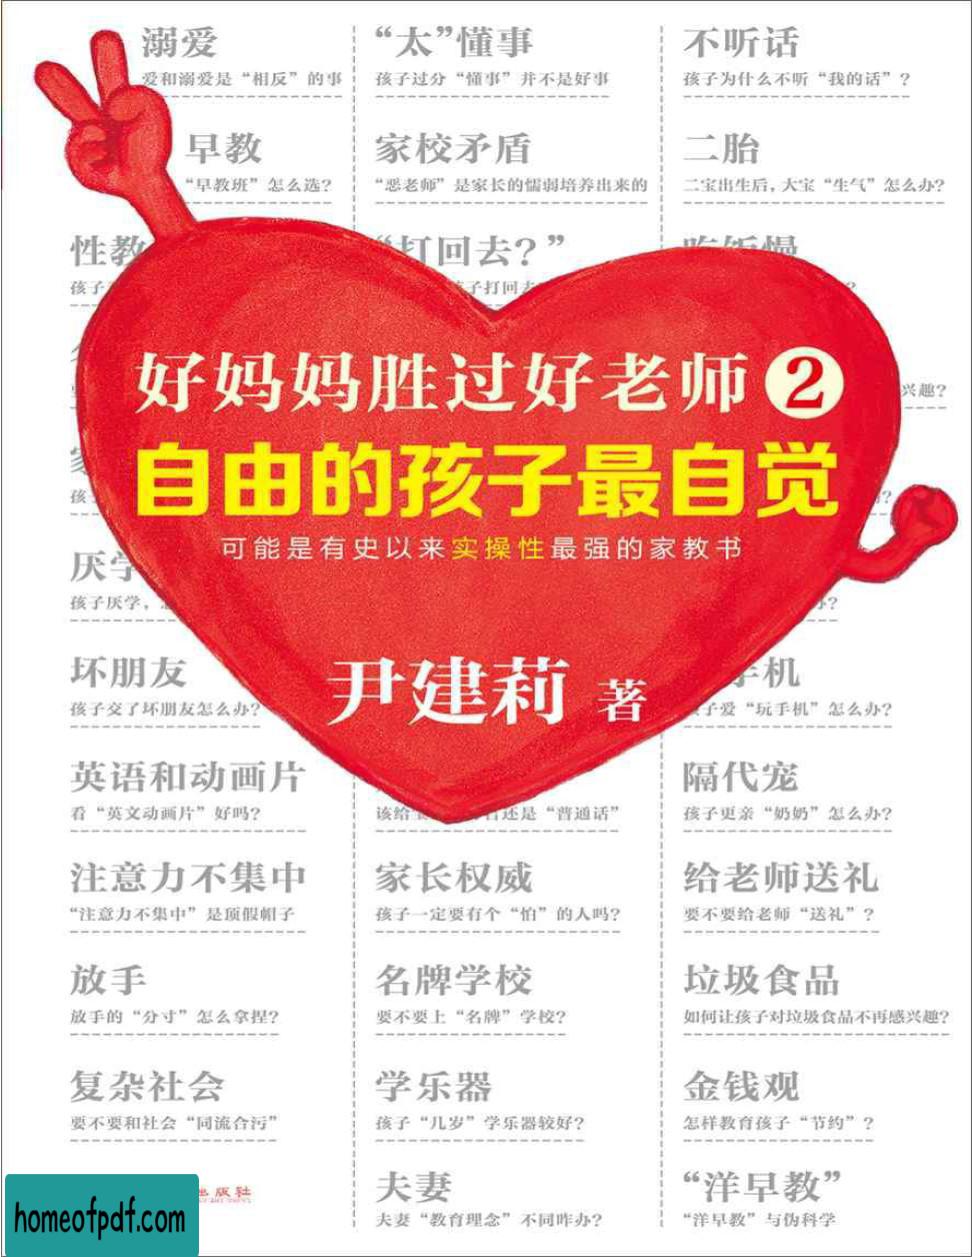 溺爱
爱和溺爱是“相反”的事
“太”懂事
孩子过分“懂事”并不是好事
不听话
孩子为什么不听“我的话”?
早教
“早教班”怎么选?
家校矛盾
“恶老师”是家长的懦弱培养出来的
二胎
二宝出生后,大宝“生气”怎么办?
性教
孩子
“打回去?”
孩子打回去
吃饭慢
?
好妈妈胜过好老师2
兴趣?
自由的孩子最自觉
孩
?
可能是有史以来实操性最强的家教书
厌学
孩子厌学,
办?
坏朋友
孩子交了坏朋友怎么办?
尹建莉 著
手机
孩子爱“玩手机”怎么办?
英语和动画片
看“英文动画片”好吗?
该给宝
还是“普通话”
隔代宠
孩子更亲“奶奶”怎么办?
注意力不集中
“注意力不集中”是顶假帽子
家长权威
孩子一定要有个“怕”的人吗?
给老师送礼
要不要给老师“送礼”?
放手
放手的“分寸”怎么拿捏?
名牌学校
要不要上“名牌”学校?
垃圾食品
如何让孩子对垃圾食品不再感兴趣?
复杂社会
要不要和社会“同流合污”
学乐器
孩子“几岁”学乐器较好?
金钱观
怎样教育孩子“节约”?
出版社
夫妻
夫妻“教育理念”不同咋办?
“洋早教”
“洋早教”与伪科学
homeofpdf.com